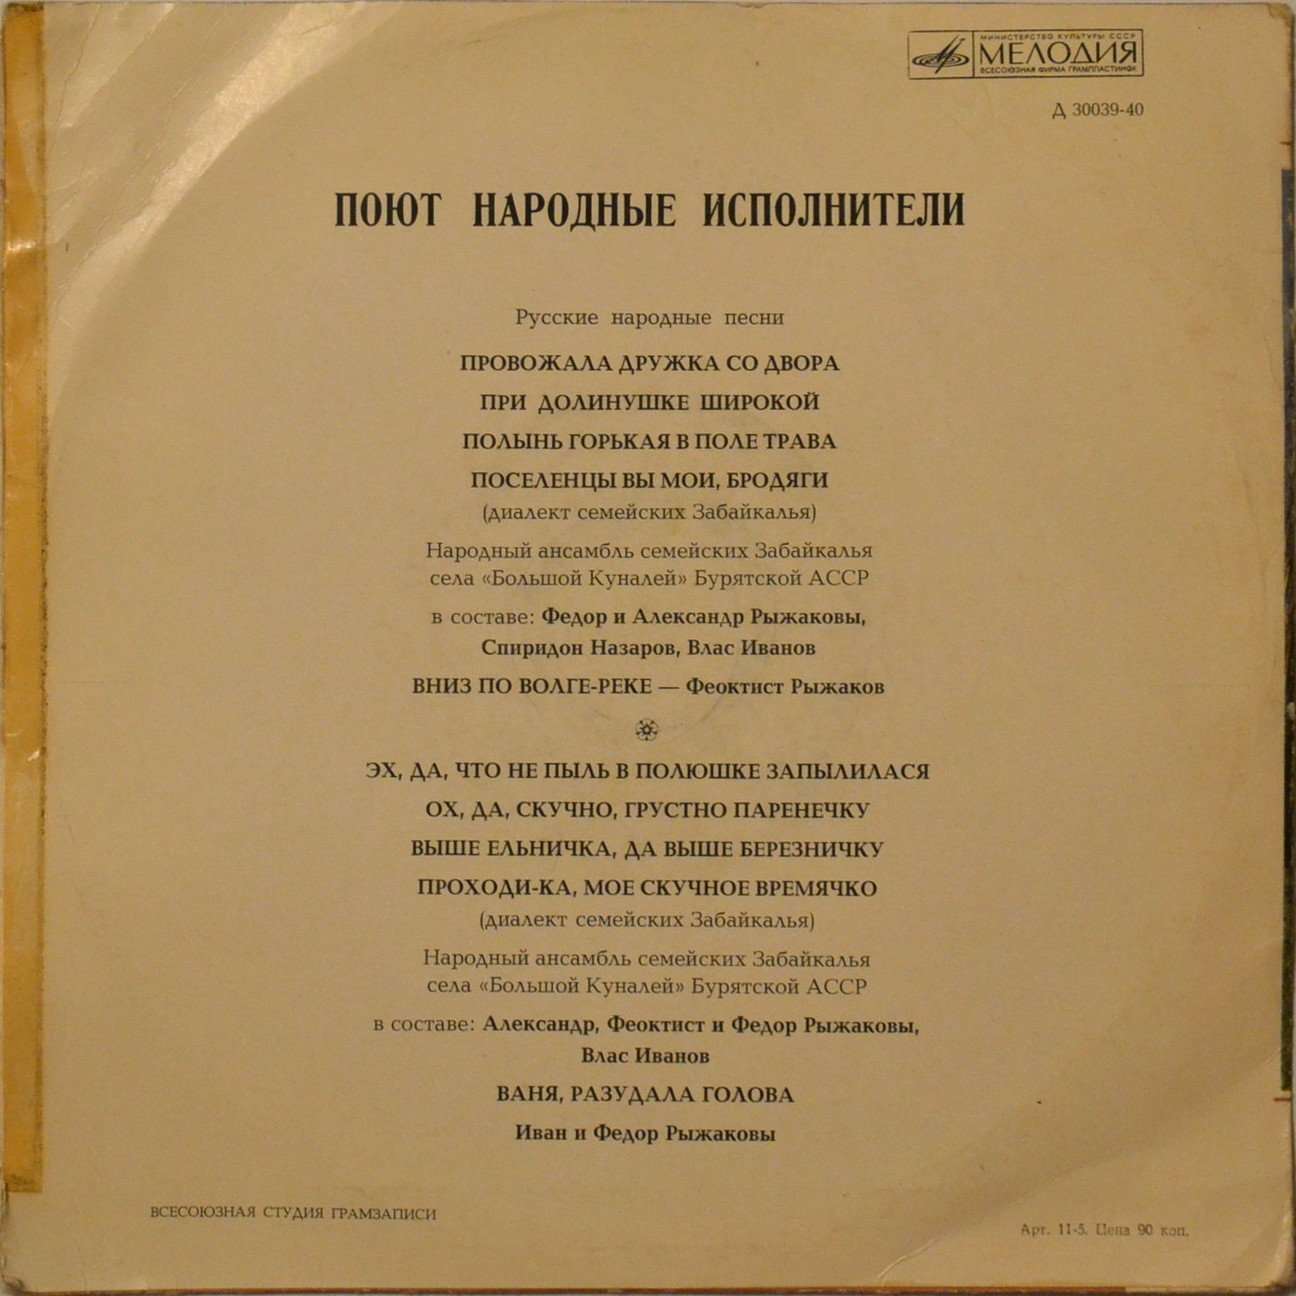 МИНИСТЕРСТВО КУЛЬТУРЫ СССР
МЕЛОДИЯ
ВСЕСОЮЗНАЯ ФИРМА ГРАМПЛАСТИНОК
Д 30039-40
ПОЮТ НАРОДНЫЕ ИСПОЛНИТЕЛИ
Русские народные песни
ПРОВОЖАЛА ДРУЖКА СО ДВОРА
ПРИ ДОЛИНУШКЕ ШИРОКОЙ
ПОЛЫНЬ ГОРЬКАЯ В ПОЛЕ ТРАВА
ПОСЕЛЕНЦЫ ВЫ МОИ, БРОДЯГИ
(диалект семейских Забайкалья)
Народный ансамбль семейских Забайкалья
села «Большой Куналей» Бурятской АССР
в составе: Федор и Александр Рыжаковы,
Спиридон Назаров, Влас Иванов
ВНИЗ ПО ВОЛГЕ-РЕКЕ — Феоктист Рыжаков
ЭХ, ДА, ЧТО НЕ ПЫЛЬ В ПОЛЮШКЕ ЗАПЫЛИЛАСЯ
ОХ, ДА, СКУЧНО, ГРУСТНО ПАРЕНЕЧКУ
ВЫШЕ ЕЛЬНИЧКА, ДА ВЫШЕ БЕРЕЗНИЧКУ
ПРОХОДИ-КА, МОЕ СКУЧНОЕ ВРЕМЯЧКО
(диалект семейских Забайкалья)
Народный ансамбль семейских Забайкалья
села «Большой Куналей» Бурятской АССР
в составе: Александр, Феоктист и Федор Рыжаковы,
Влас Иванов
ВАНЯ, РАЗУДАЛА ГОЛОВА
Иван и Федор Рыжаковы
ВСЕСОЮЗНАЯ СТУДИЯ ГРАМЗАПИСИ
Арт. 11-5. Цена 90 коп.